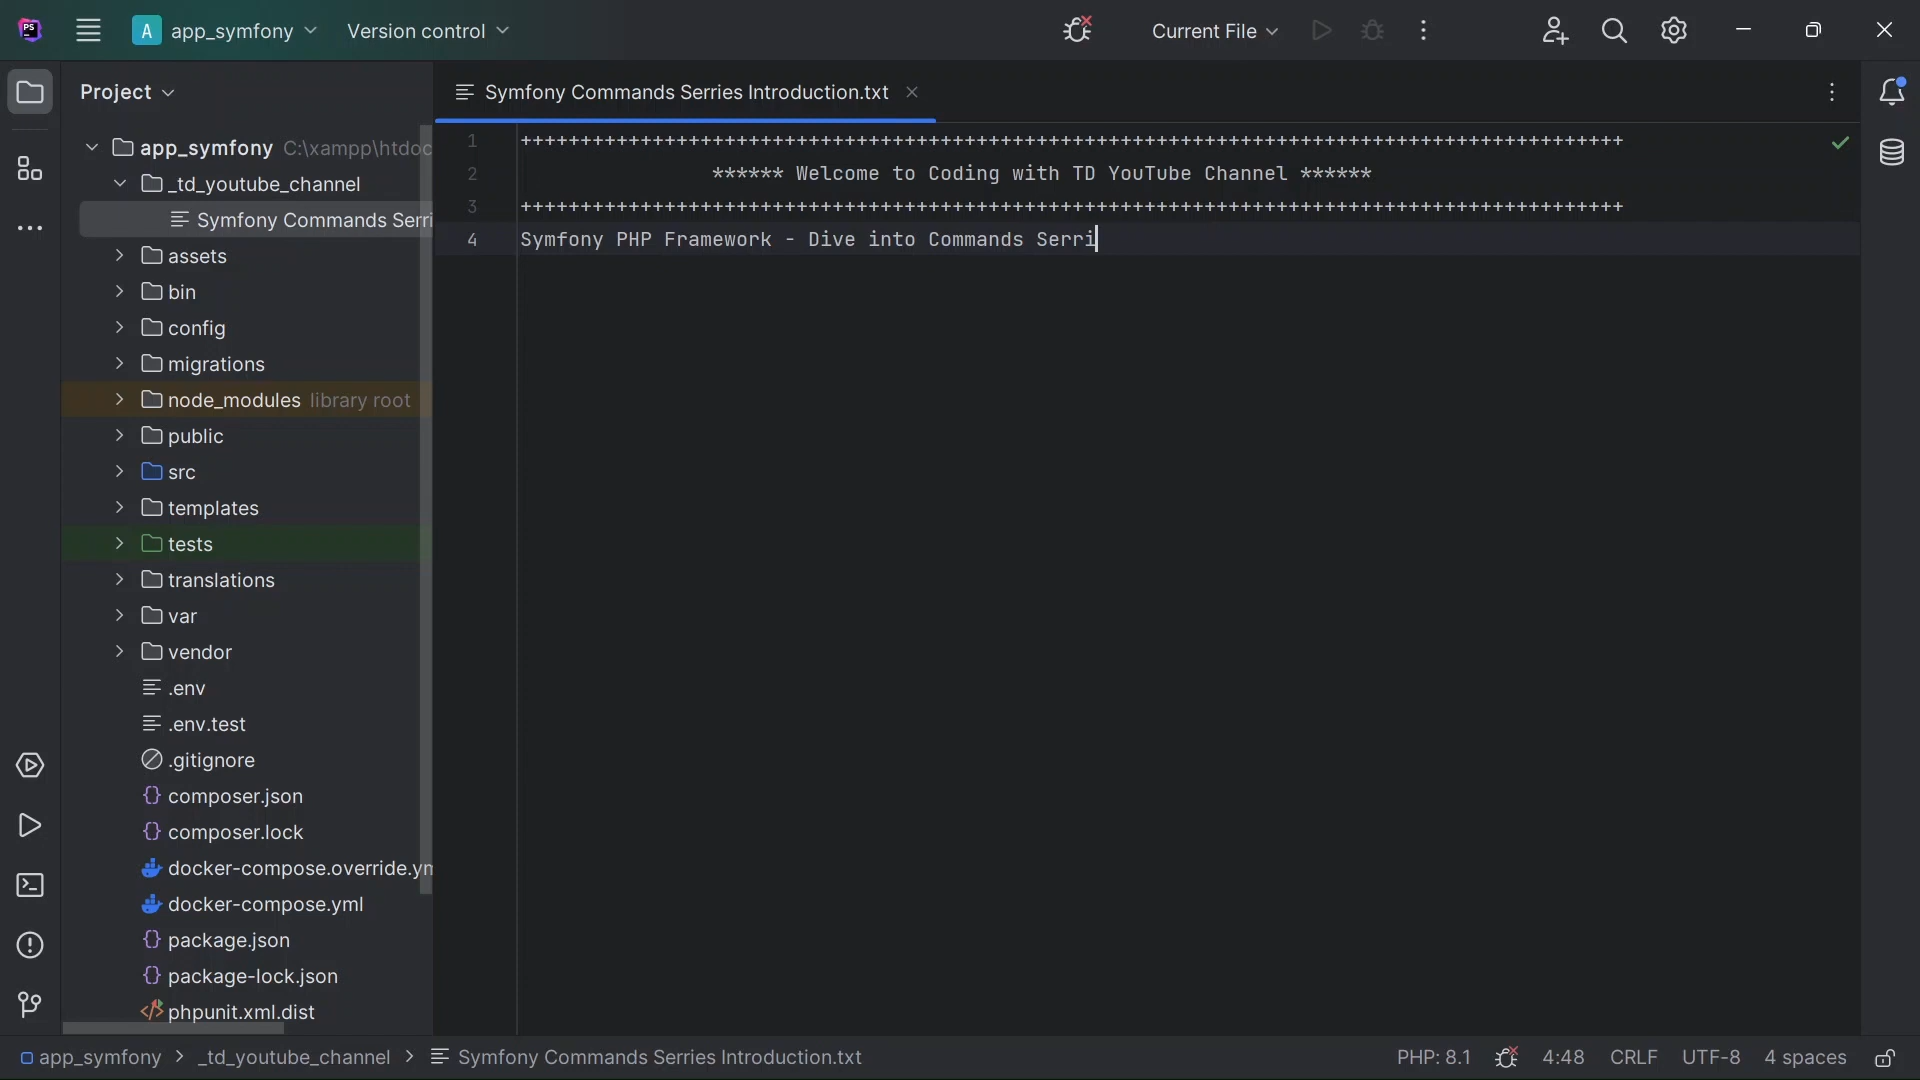 PS
A app_symfony Version control Current File
Project
Symfony Commands Serries Introduction.txt
app_symfony C:\xampp\htdoc
_td_youtube_channel
Symfony Commands Serri
assets
bin
config
migrations
node_modules library root
public
src
templates
tests
translations
var
vendor
.env
.env.test
.gitignore
composer.json
composer.lock
docker-compose.override.ym
docker-compose.yml
package.json
package-lock.json
phpunit.xml.dist
1 ++++++++++++++++++++++++++++++++++++++++++++++++++++++++++++++++++++++++++++++++++++++++++++
2 ****** Welcome to Coding with TD YouTube Channel ******
3 ++++++++++++++++++++++++++++++++++++++++++++++++++++++++++++++++++++++++++++++++++++++++++++
4 Symfony PHP Framework - Dive into Commands Serri
app_symfony > _td_youtube_channel > Symfony Commands Serries Introduction.txt PHP: 8.1 4:48 CRLF UTF-8 4 spaces